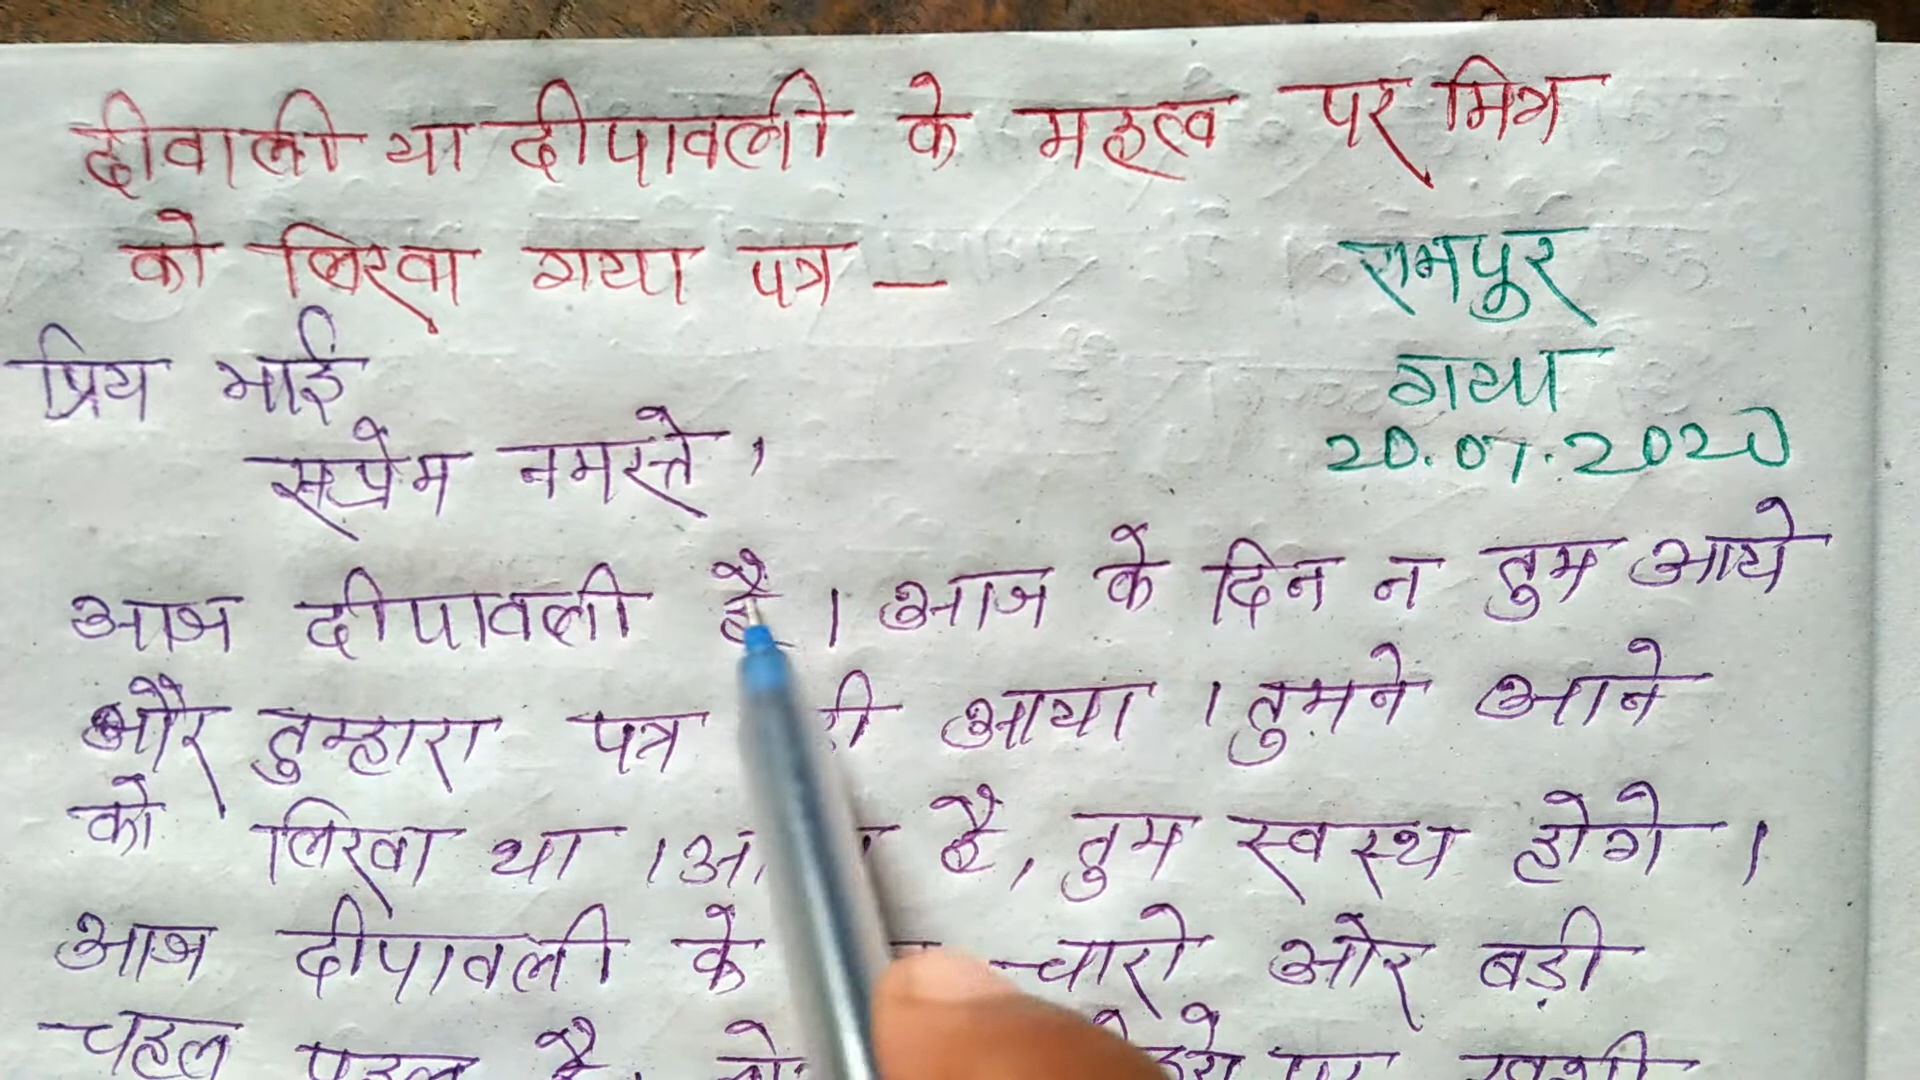 दीवाली या दीपावली के महत्व पर मित्र
को लिखा गया पत्र –
रामपुर
गया
20.07.2020
प्रिय भाई
सप्रेम नमस्ते,
आज दीपावली है। आज के दिन न तुम आये
और तुम्हारा पत्र आया । तुमने आने
को लिखा था । है, तुम स्वस्थ होगे ।
आज दीपावली के चारो ओर बड़ी
चहल पहल है,